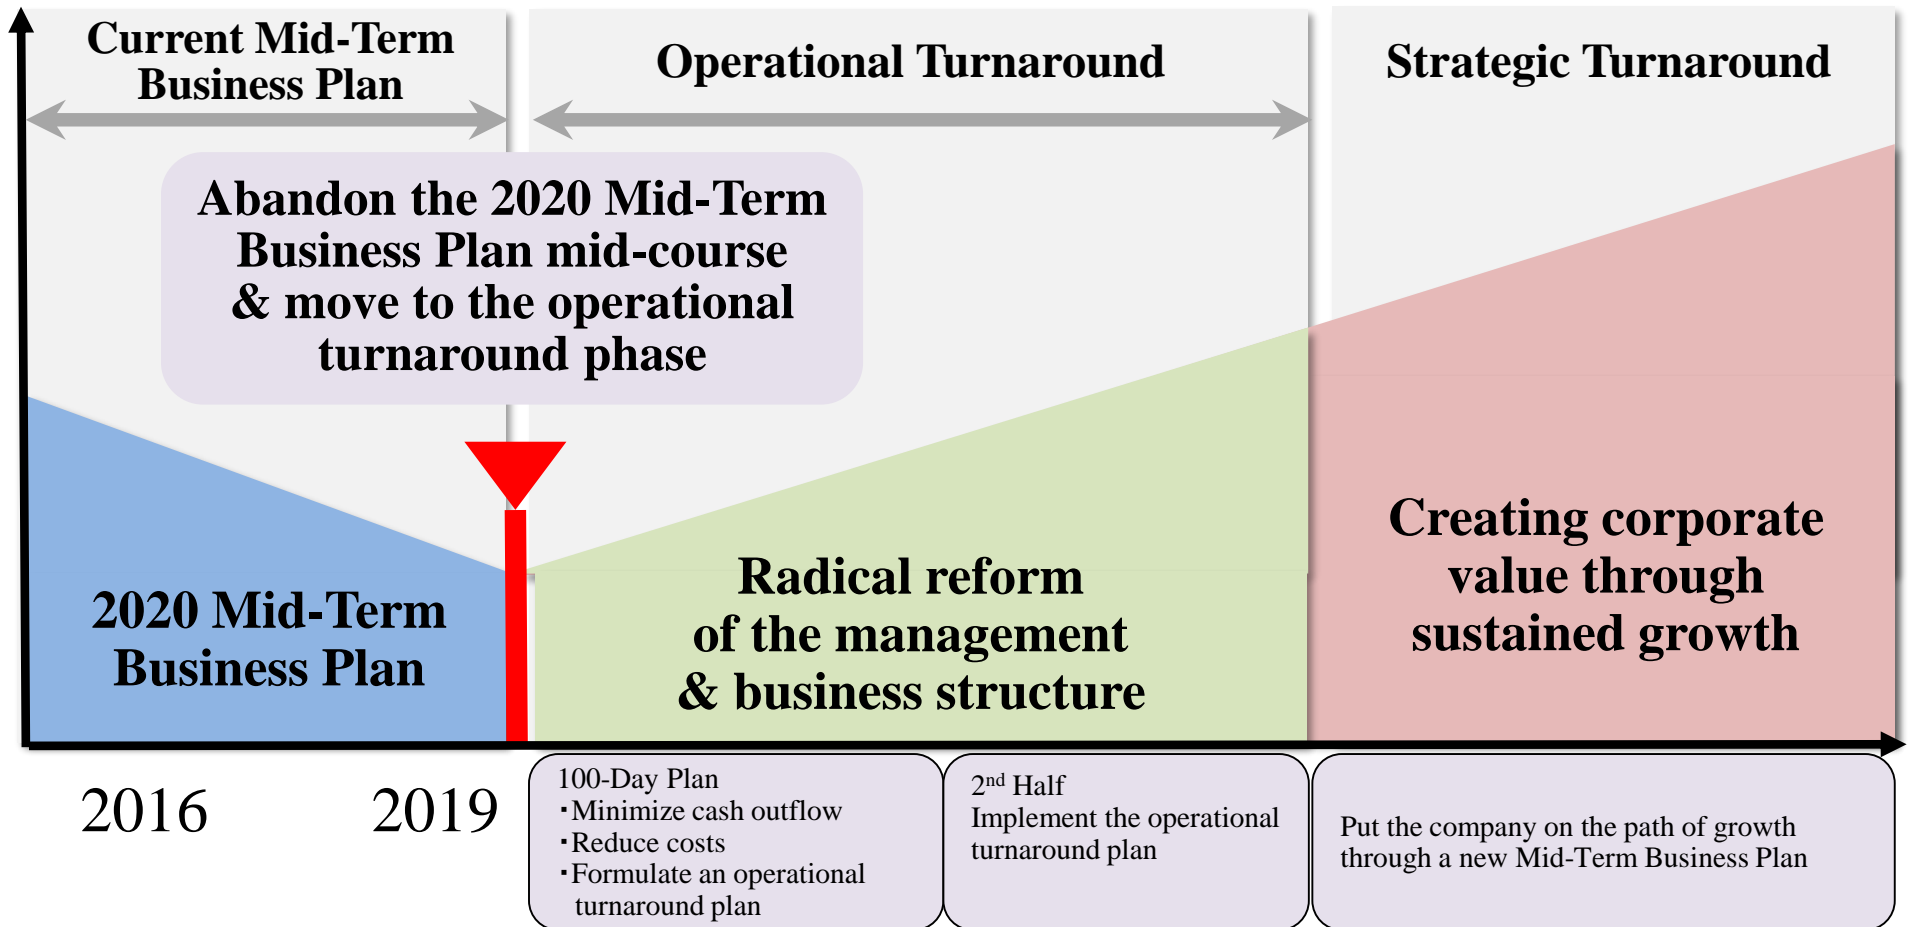 Current Mid-Term
Business Plan
Operational Turnaround
Strategic Turnaround
Abandon the 2020 Mid-Term
Business Plan mid-course
& move to the operational
turnaround phase
2020 Mid-Term
Business Plan
Radical reform
of the management
& business structure
Creating corporate
value through
sustained growth
2016
2019
100-Day Plan
・Minimize cash outflow
・Reduce costs
・Formulate an operational
turnaround plan
2nd Half
Implement the operational
turnaround plan
Put the company on the path of growth
through a new Mid-Term Business Plan